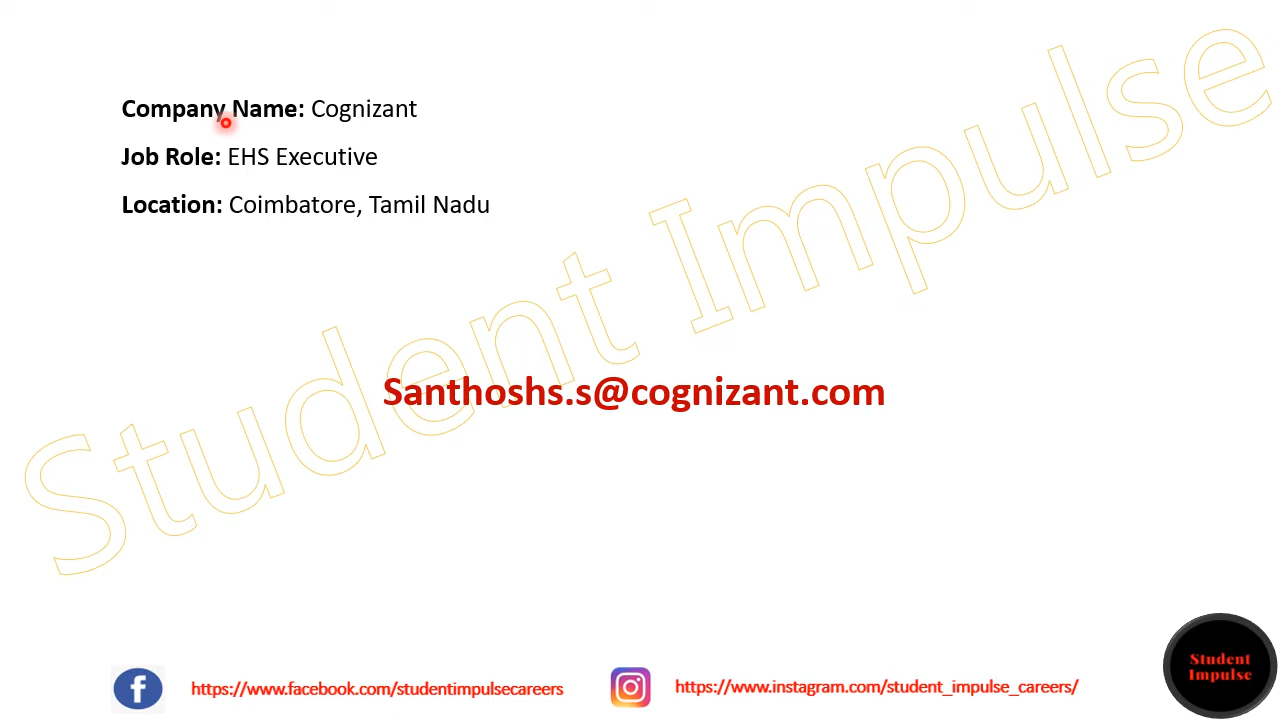 Company Name: Cognizant
Job Role: EHS Executive
Location: Coimbatore, Tamil Nadu
Student Impulse
Santhoshs.s@cognizant.com
https://www.facebook.com/studentimpulsecareers
https://www.instagram.com/student_impulse_careers/
Student
Impulse